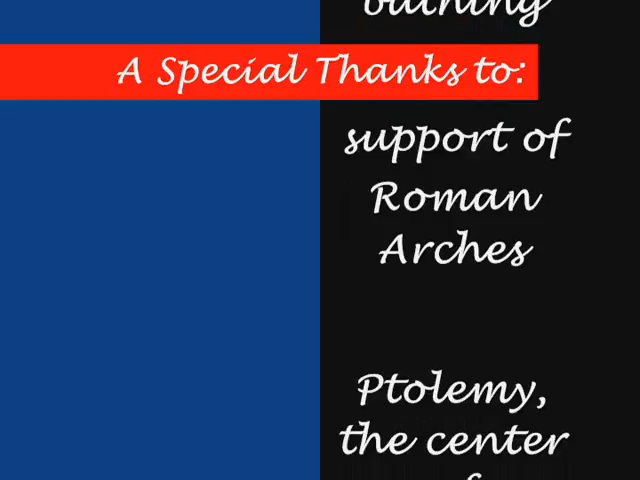 A Special Thanks to:
support of
Roman
Arches
Ptolemy,
the center